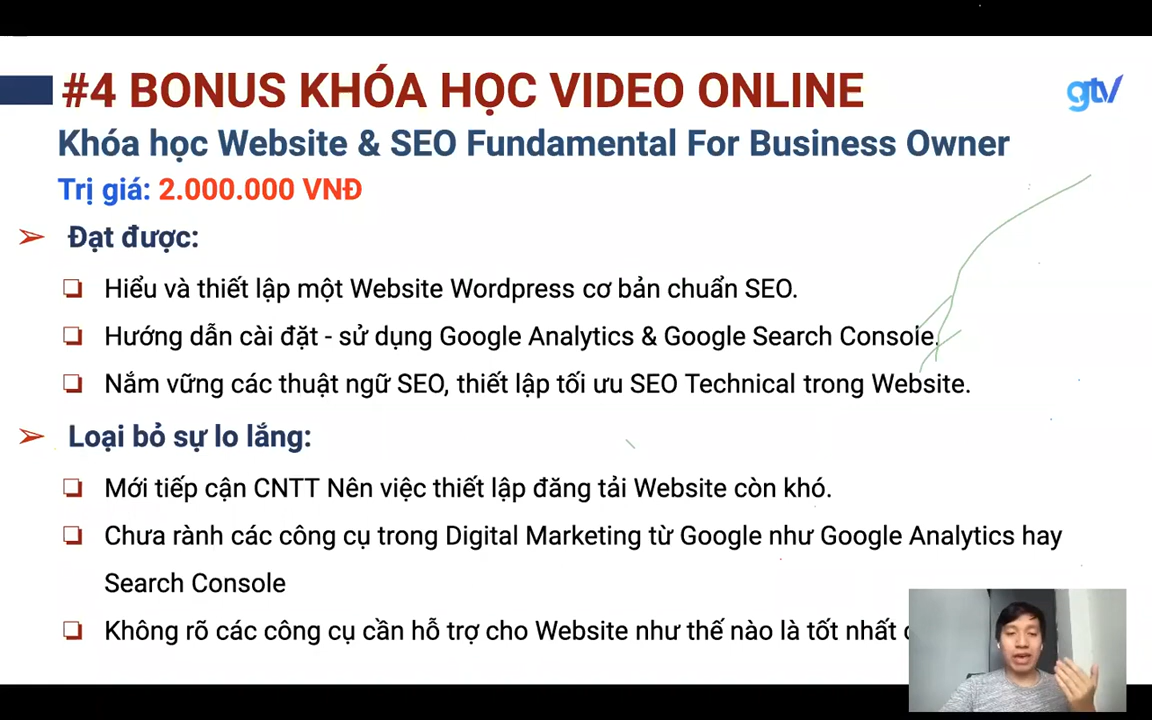 #4 BONUS KHÓA HỌC VIDEO ONLINE
gtv
Khóa học Website & SEO Fundamental For Business Owner
Trị giá: 2.000.000 VNĐ
Đạt được:
Hiểu và thiết lập một Website Wordpress cơ bản chuẩn SEO.
Hướng dẫn cài đặt - sử dụng Google Analytics & Google Search Console.
Nắm vững các thuật ngữ SEO, thiết lập tối ưu SEO Technical trong Website.
Loại bỏ sự lo lắng:
Mới tiếp cận CNTT Nên việc thiết lập đăng tải Website còn khó.
Chưa rành các công cụ trong Digital Marketing từ Google như Google Analytics hay
Search Console
Không rõ các công cụ cần hỗ trợ cho Website như thế nào là tốt nhất